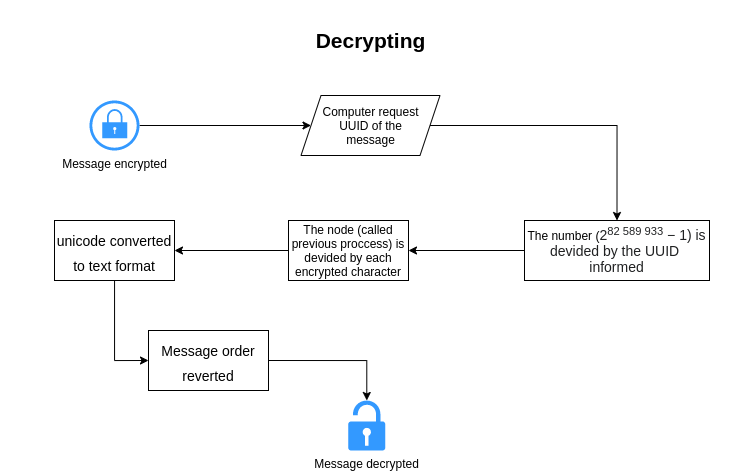 Decrypting
Computer request
UUID of the
message
Message encrypted
The number (2^82 589 933 − 1) is
devided by the UUID
informed
The node (called
previous proccess) is
devided by each
encrypted character
unicode converted
to text format
Message order
reverted
Message decrypted